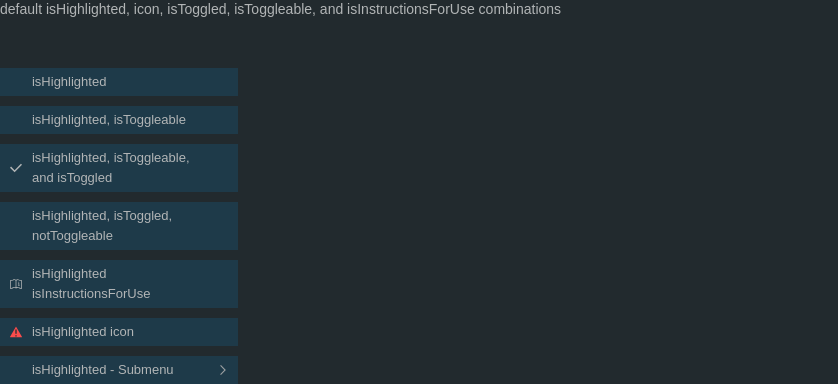 default isHighlighted, icon, isToggled, isToggleable, and isInstructionsForUse combinations
isHighlighted
isHighlighted, isToggleable
isHighlighted, isToggleable,
and isToggled
isHighlighted, isToggled,
notToggleable
isHighlighted
isInstructionsForUse
isHighlighted icon
isHighlighted - Submenu